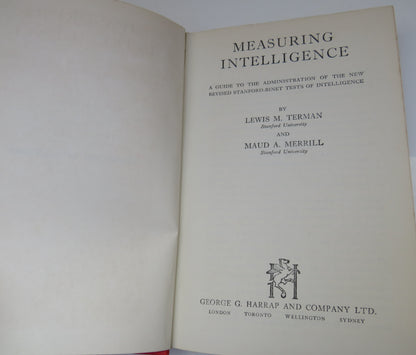 MEASURING
INTELLIGENCE
A GUIDE TO THE ADMINISTRATION OF THE NEW
REVISED STANFORD-BINET TESTS OF INTELLIGENCE
BY
LEWIS M. TERMAN
Stanford University
AND
MAUD A. MERRILL
Stanford University
GEORGE G. HARRAP AND COMPANY LTD.
LONDON TORONTO WELLINGTON SYDNEY